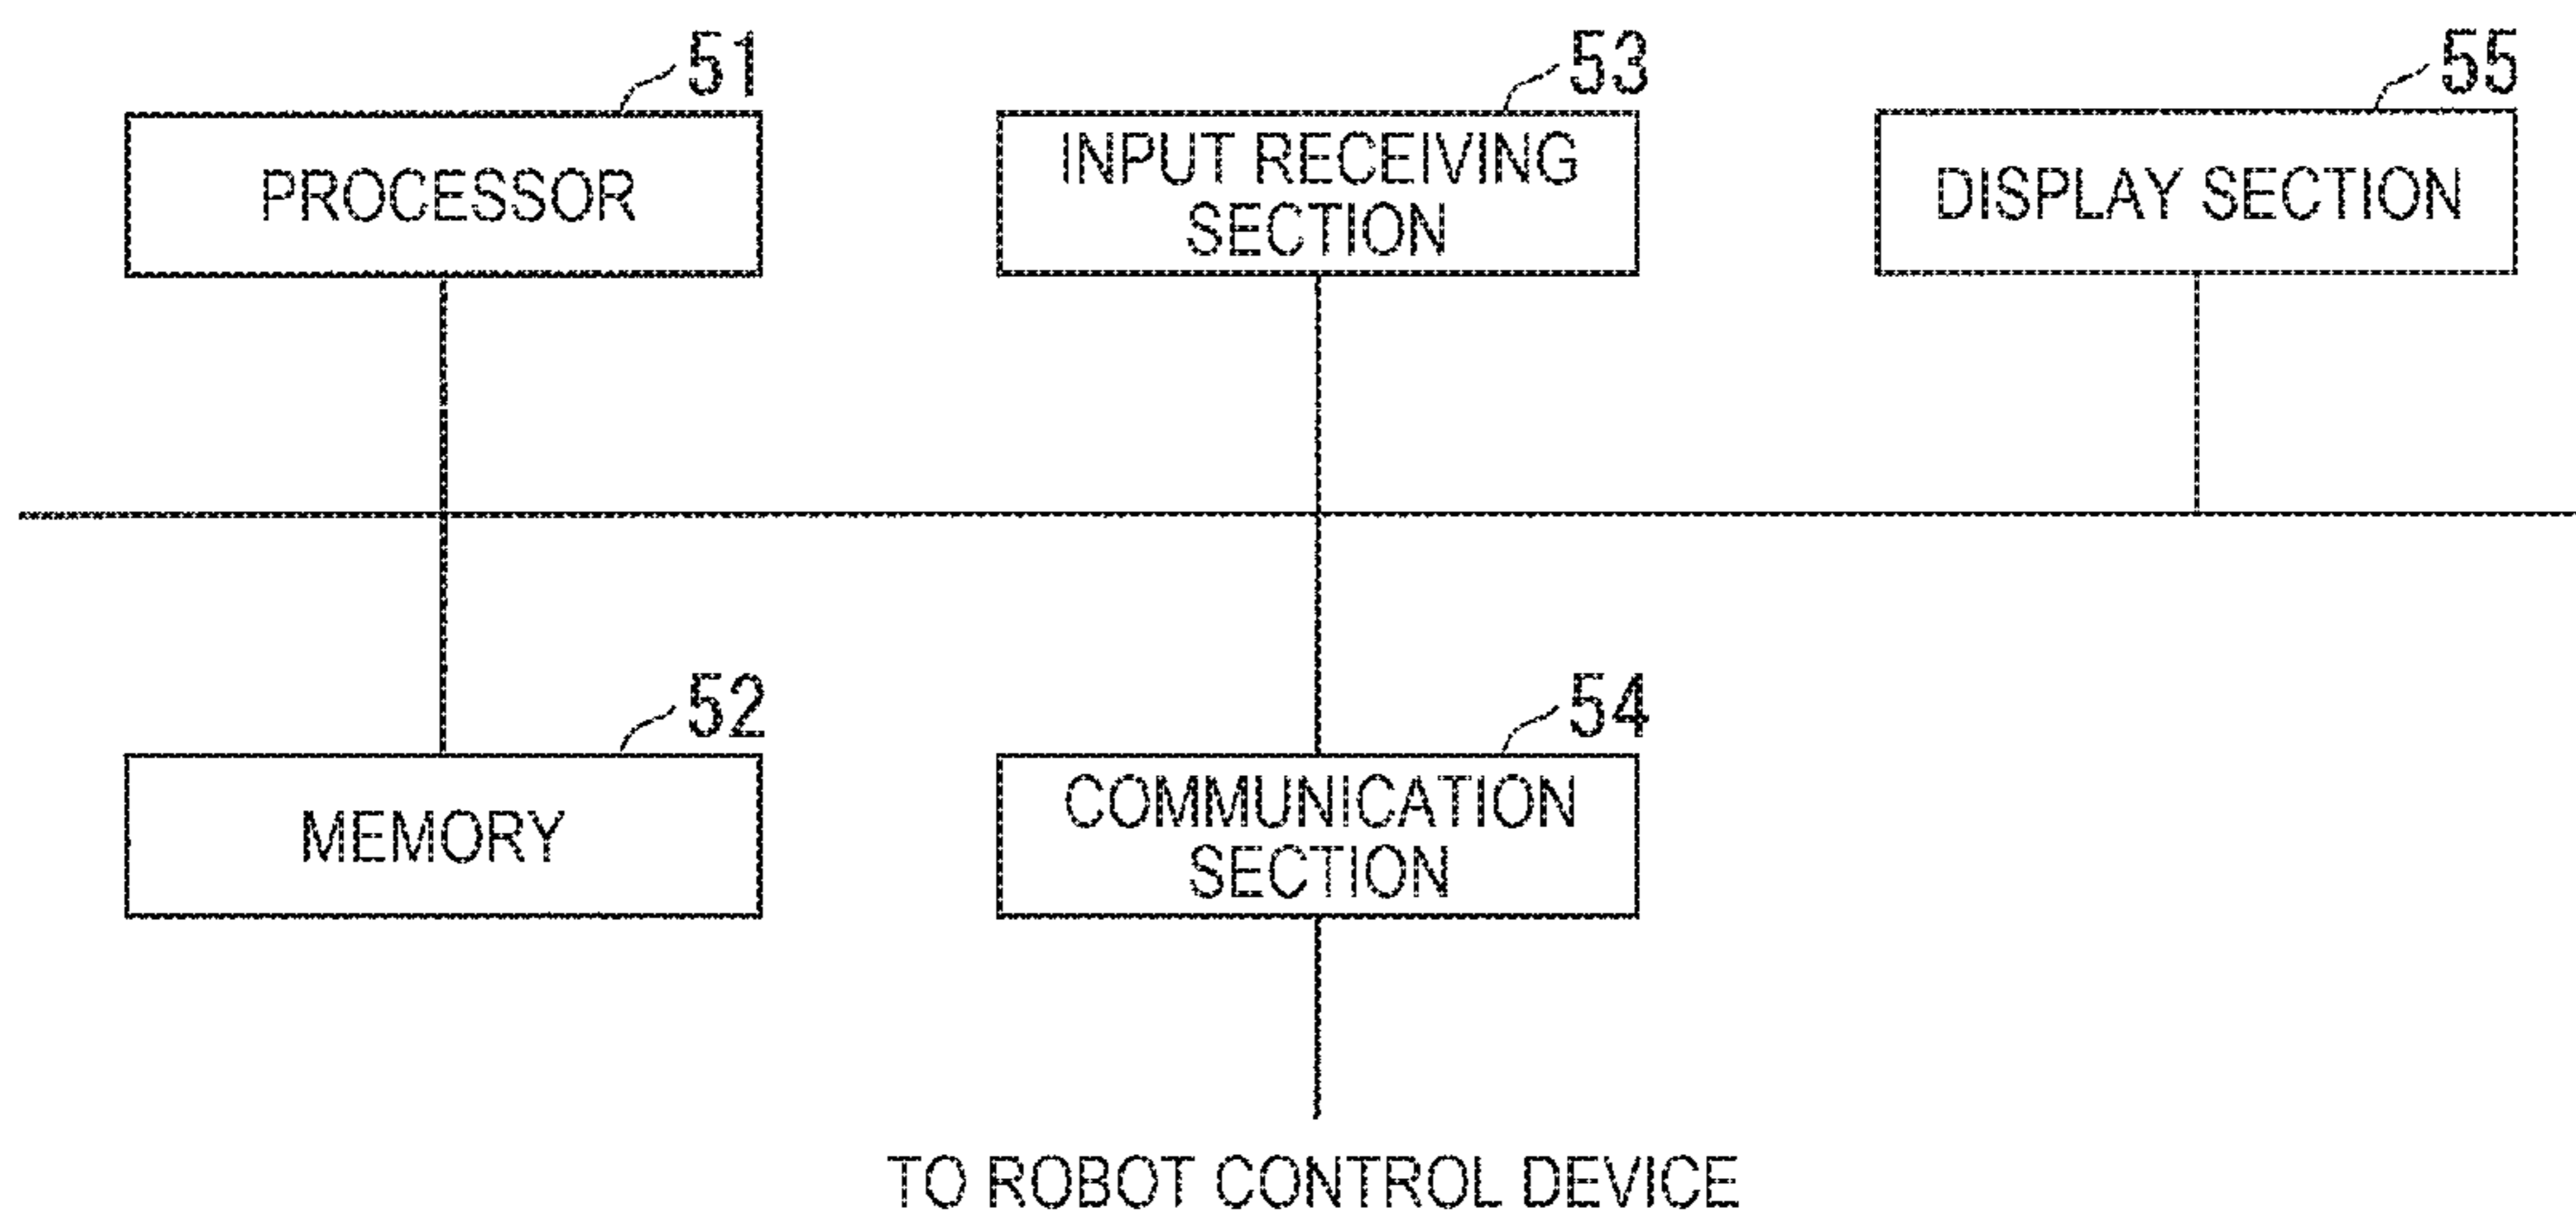 51
PROCESSOR
53
INPUT RECEIVING
SECTION
55
DISPLAY SECTION
52
MEMORY
54
COMMUNICATION
SECTION
TO ROBOT CONTROL DEVICE